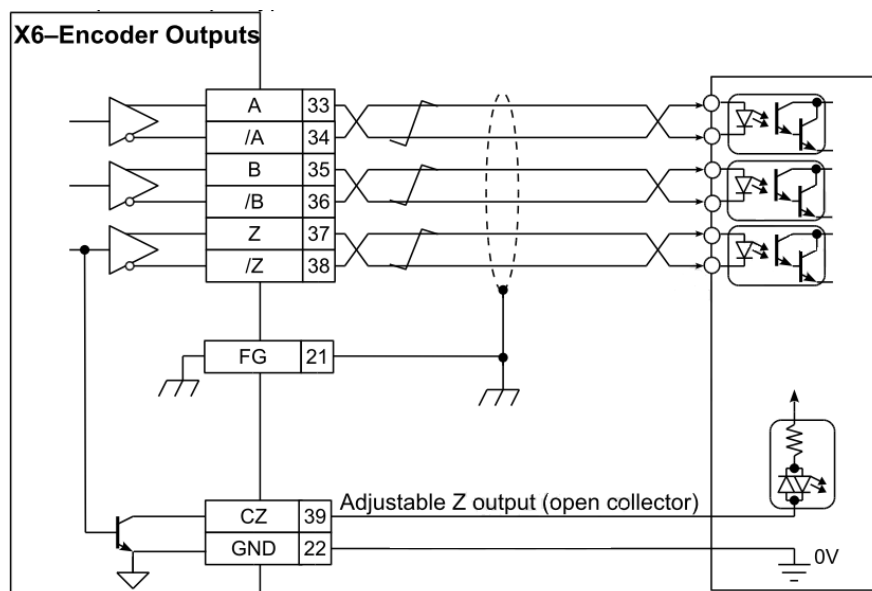 X6–Encoder Outputs
A 33
/A 34
B 35
/B 36
Z 37
/Z 38
FG 21
CZ 39 Adjustable Z output (open collector)
GND 22 0V